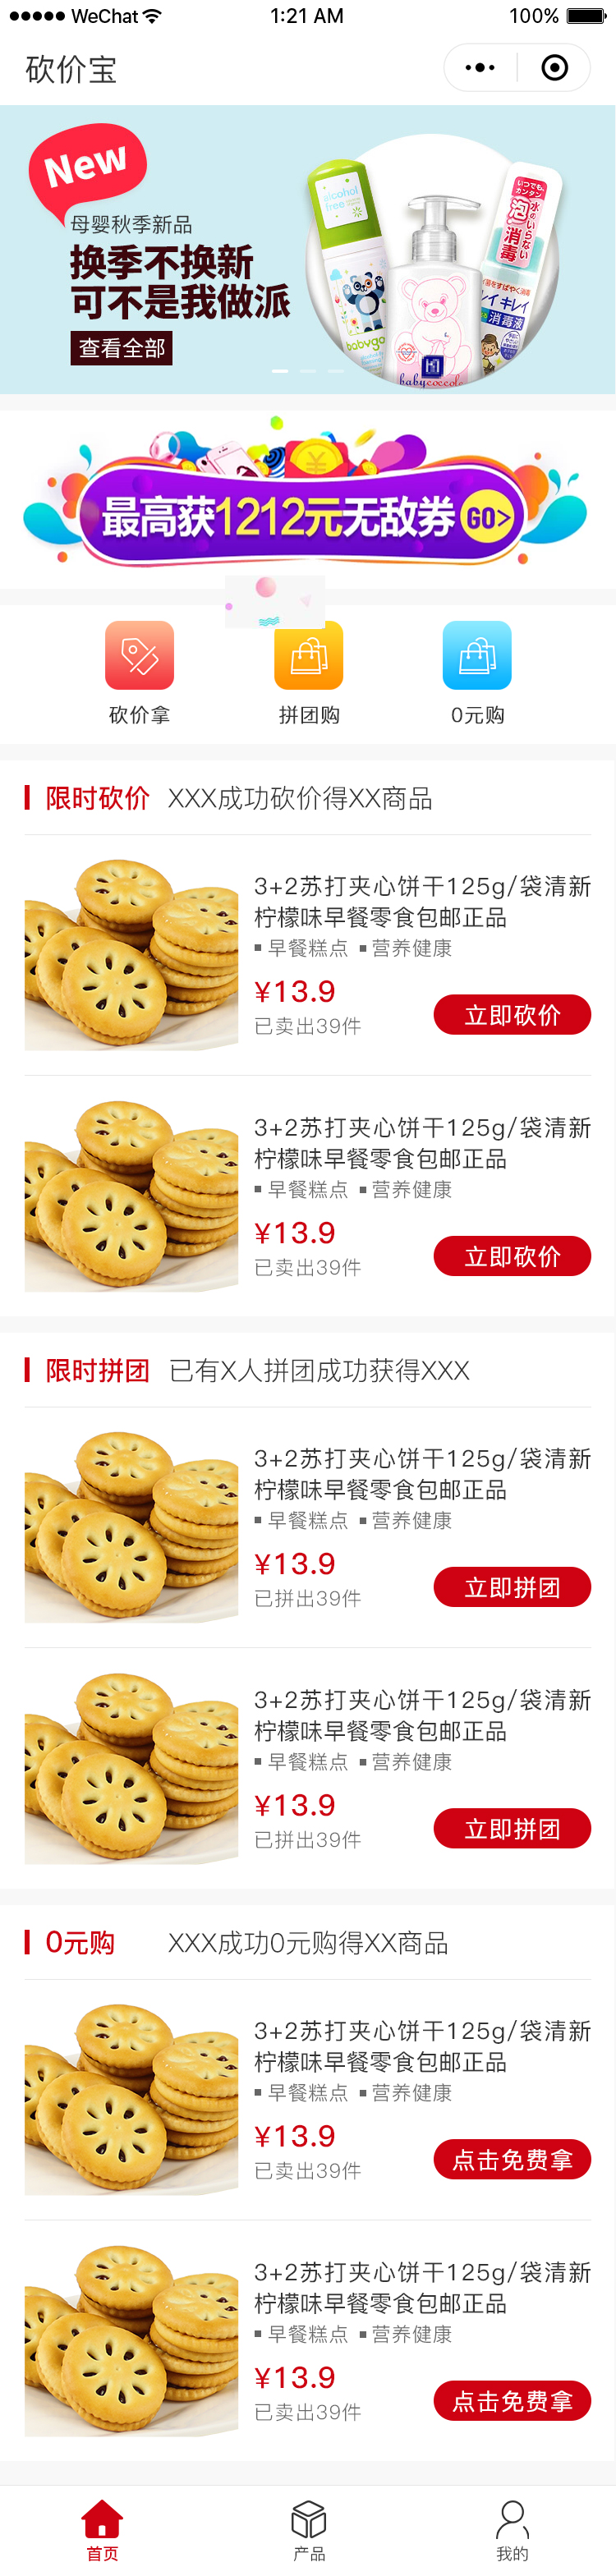 WeChat
1:21 AM
100%
砍价宝
New
母婴秋季新品
换季不换新
可不是我做派
查看全部
alcohol
free
babygo
babycoccole
いつでも、
カンタン
泡
消毒
水のいらない
菌をすばやく消毒
キレイ
消毒液
最高获1212元无敌券
GO>
砍价拿
拼团购
0元购
限时砍价 XXX成功砍价得XX商品
3+2苏打夹心饼干125g/袋清新
柠檬味早餐零食包邮正品
早餐糕点 营养健康
¥13.9
已卖出39件
立即砍价
3+2苏打夹心饼干125g/袋清新
柠檬味早餐零食包邮正品
早餐糕点 营养健康
¥13.9
已卖出39件
立即砍价
限时拼团 已有X人拼团成功获得XXX
3+2苏打夹心饼干125g/袋清新
柠檬味早餐零食包邮正品
早餐糕点 营养健康
¥13.9
已拼出39件
立即拼团
3+2苏打夹心饼干125g/袋清新
柠檬味早餐零食包邮正品
早餐糕点 营养健康
¥13.9
已拼出39件
立即拼团
0元购 XXX成功0元购得XX商品
3+2苏打夹心饼干125g/袋清新
柠檬味早餐零食包邮正品
早餐糕点 营养健康
¥13.9
已卖出39件
点击免费拿
3+2苏打夹心饼干125g/袋清新
柠檬味早餐零食包邮正品
早餐糕点 营养健康
¥13.9
已卖出39件
点击免费拿
首页
产品
我的